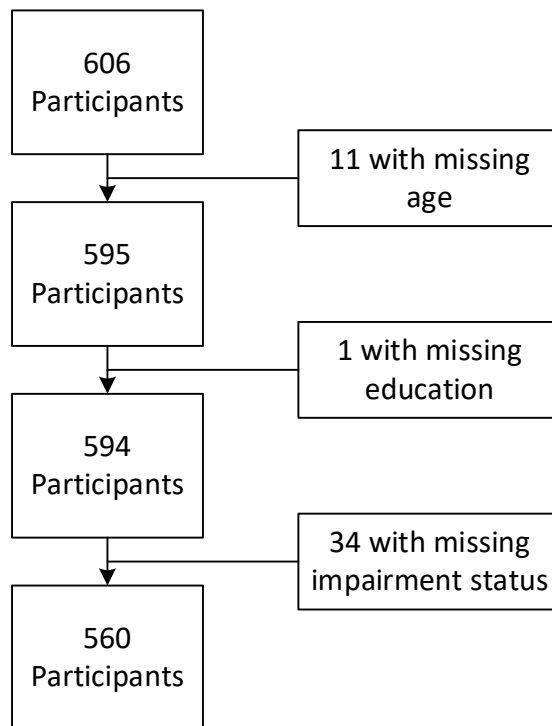 606
Participants
11 with missing
age
595
Participants
1 with missing
education
594
Participants
34 with missing
impairment status
560
Participants